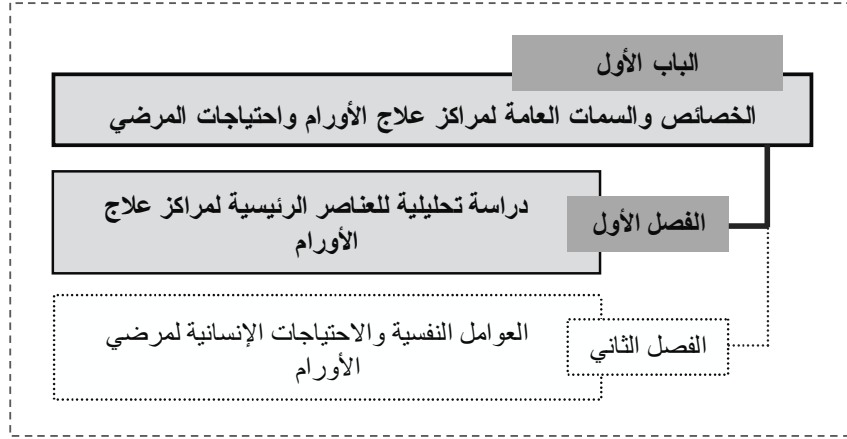 الباب الأول
الخصائص والسمات العامة لمراكز علاج الأورام واحتياجات المرضي
الفصل الأول
دراسة تحليلية للعناصر الرئيسية لمراكز علاج
الأورام
الفصل الثاني
العوامل النفسية والاحتياجات الإنسانية لمرضي
الأورام